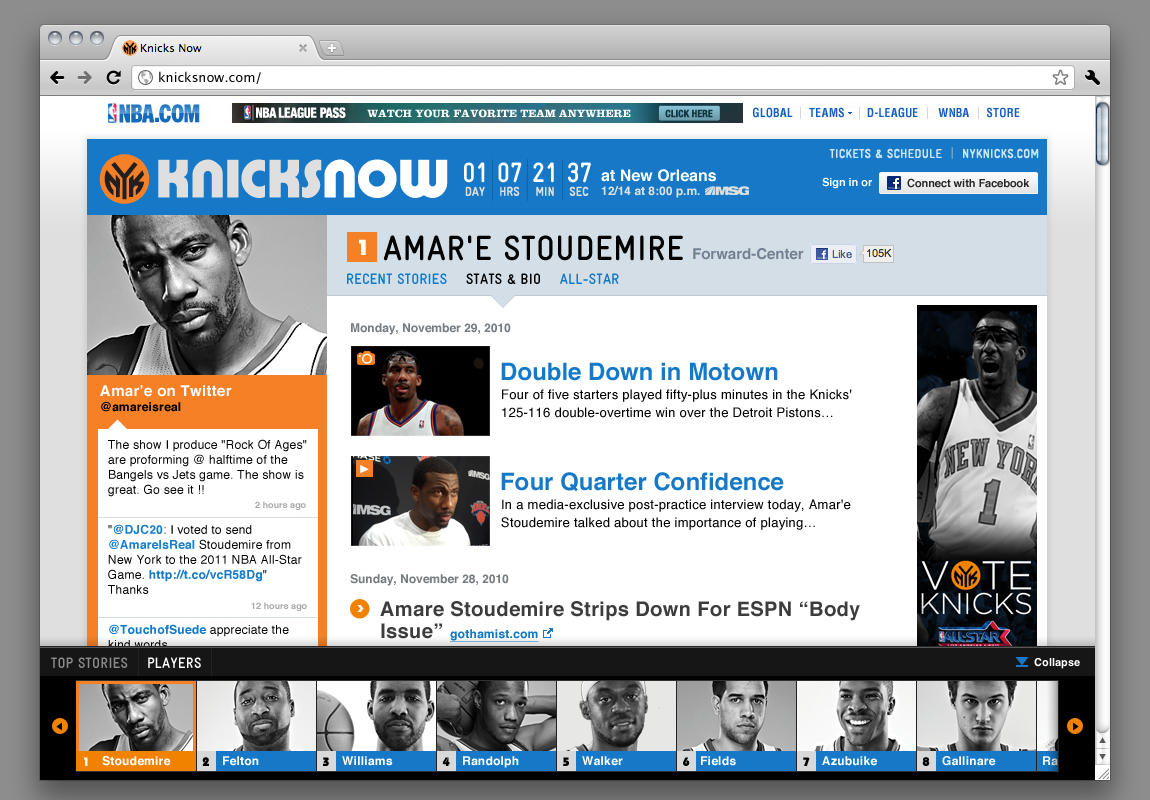 Knicks Now
knicksnow.com/
NBA.COM
NBA LEAGUE PASS WATCH YOUR FAVORITE TEAM ANYWHERE CLICK HERE
GLOBAL TEAMS D-LEAGUE WNBA STORE
TICKETS & SCHEDULE NYKNICKS.COM
NYK KNICKSNOW
01 07 21 37
DAY HRS MIN SEC
at New Orleans
12/14 at 8:00 p.m. MSG
Sign in or Connect with Facebook
1 AMAR'E STOUDEMIRE Forward-Center Like 105K
RECENT STORIES STATS & BIO ALL-STAR
Amar'e on Twitter
@amareisreal
The show I produce "Rock Of Ages"
are proforming @ halftime of the
Bangels vs Jets game. The show is
great. Go see it !!
2 hours ago
"@DJC20: I voted to send
@AmareIsReal Stoudemire from
New York to the 2011 NBA All-Star
Game. http://t.co/vcR58Dg"
Thanks
12 hours ago
@TouchofSuede appreciate the
kind words
Monday, November 29, 2010
Double Down in Motown
Four of five starters played fifty-plus minutes in the Knicks'
125-116 double-overtime win over the Detroit Pistons…
Four Quarter Confidence
In a media-exclusive post-practice interview today, Amar'e
Stoudemire talked about the importance of playing…
MSG
Sunday, November 28, 2010
Amare Stoudemire Strips Down For ESPN “Body
Issue” gothamist.com
NEW YORK
1
VOTE
KNICKS
ALL-STAR
TOP STORIES PLAYERS
Collapse
1 Stoudemire
2 Felton
3 Williams
4 Randolph
5 Walker
6 Fields
7 Azubuike
8 Gallinare
Ra